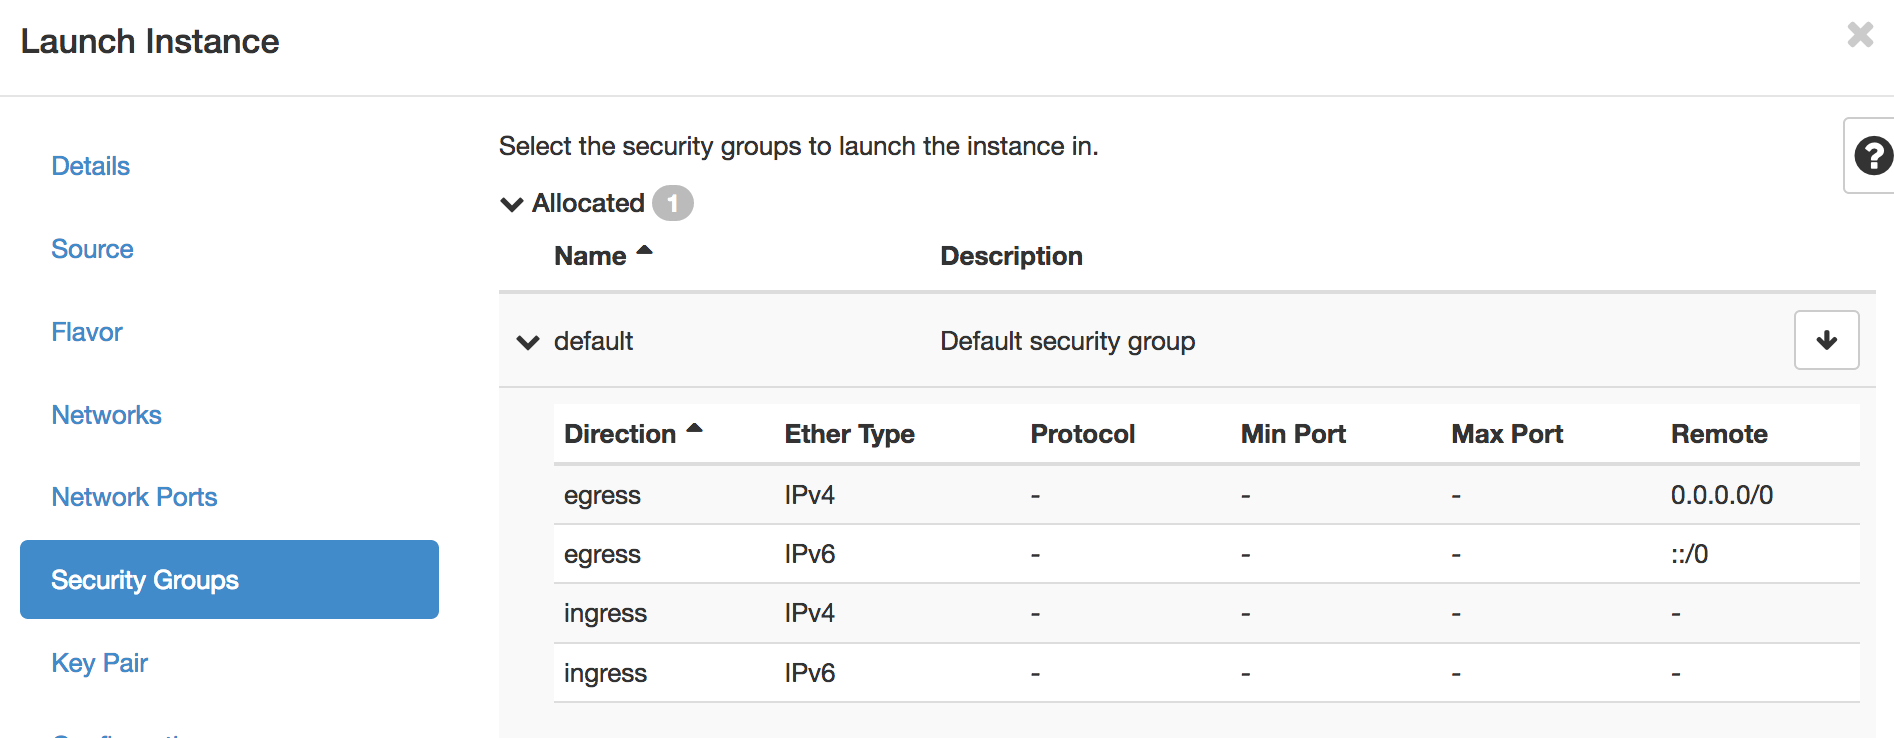 Launch Instance
Details
Source
Flavor
Networks
Network Ports
Security Groups
Key Pair
Select the security groups to launch the instance in.
Allocated 1
Name Description
default Default security group
Direction Ether Type Protocol Min Port Max Port Remote
egress IPv4 - - - 0.0.0.0/0
egress IPv6 - - - ::/0
ingress IPv4 - - - -
ingress IPv6 - - - -